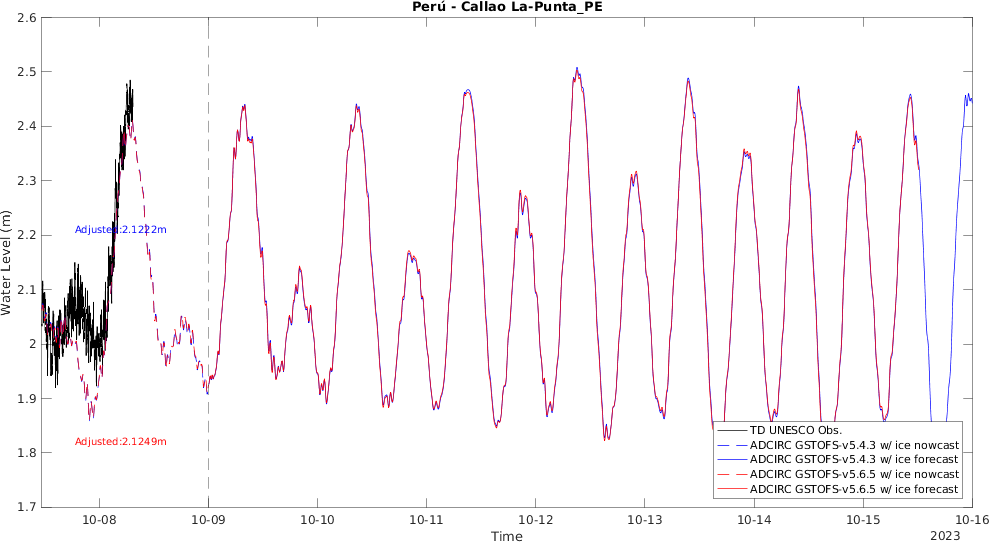 Perú - Callao La-Punta_PE
2.6
2.5
2.4
2.3
2.2
2.1
2
1.9
1.8
1.7
Water Level (m)
Adjusted:2.1222m
Adjusted:2.1249m
TD UNESCO Obs.
ADCIRC GSTOFS-v5.4.3 w/ ice nowcast
ADCIRC GSTOFS-v5.4.3 w/ ice forecast
ADCIRC GSTOFS-v5.6.5 w/ ice nowcast
ADCIRC GSTOFS-v5.6.5 w/ ice forecast
10-08 10-09 10-10 10-11 10-12 10-13 10-14 10-15 10-16
Time
2023